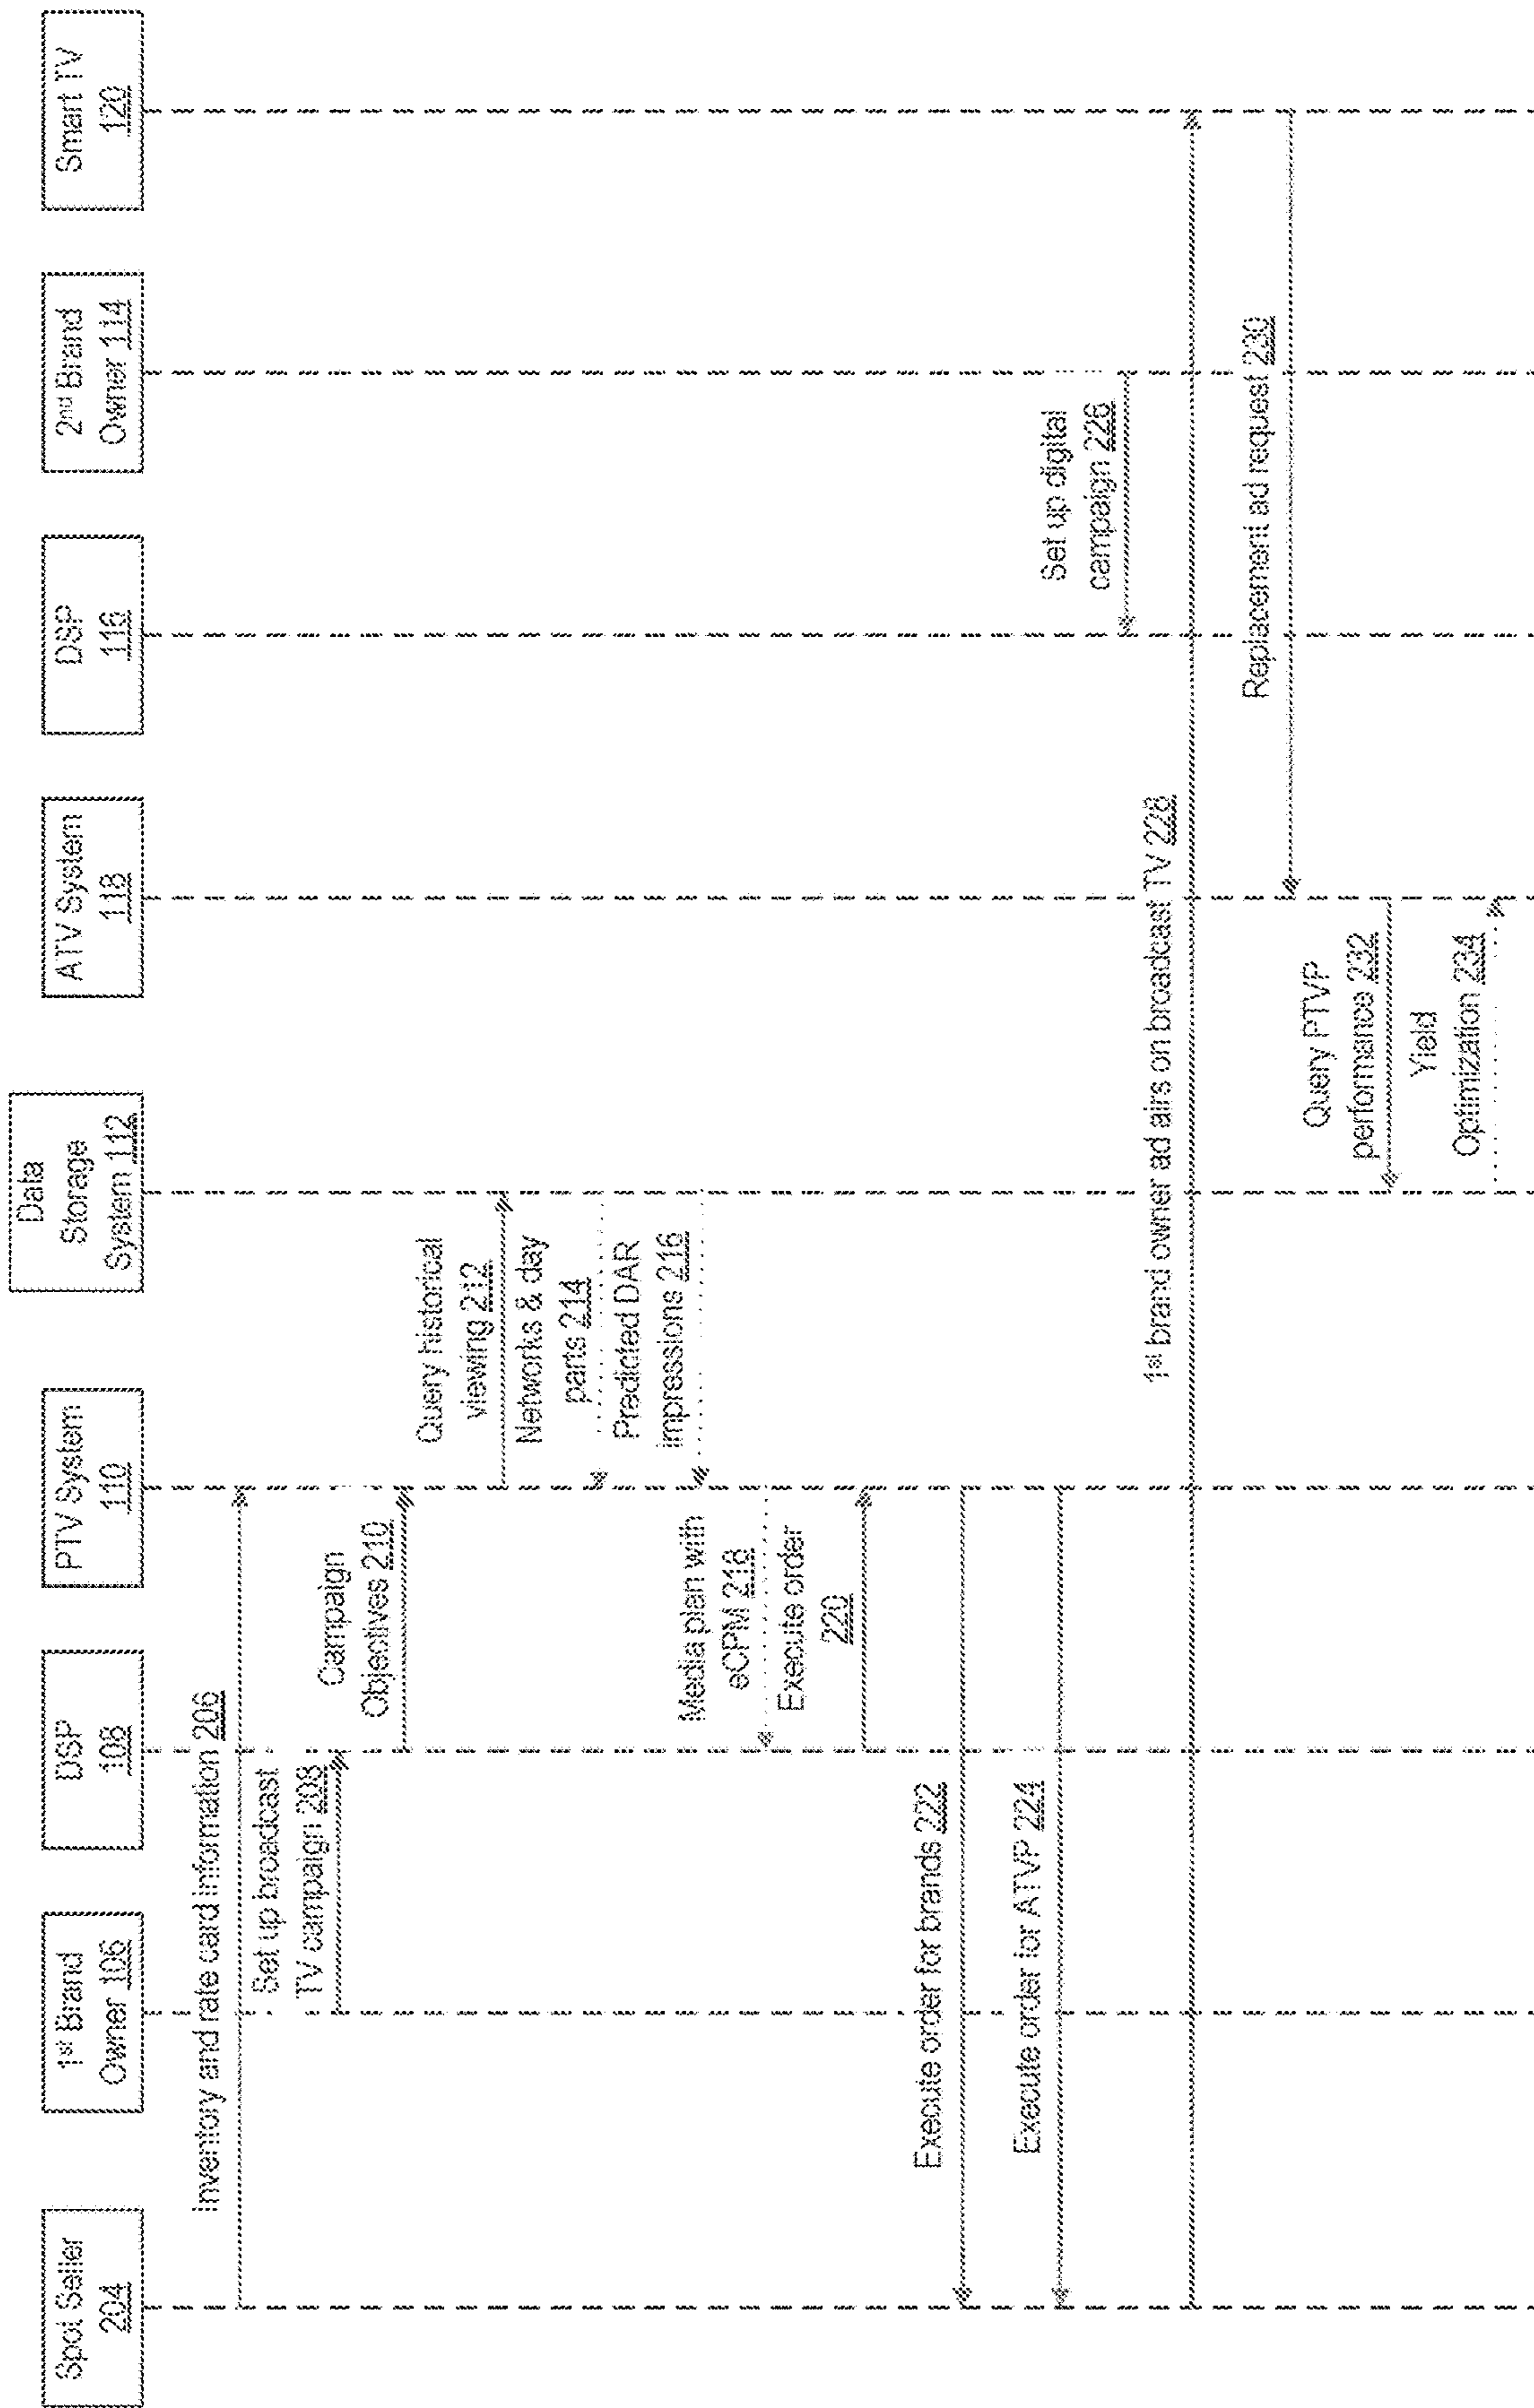 Spot Seller
204
1st Brand
Owner 106
DSP
108
PTV System
110
Data
Storage
System 112
ATV System
118
DSP
116
2nd Brand
Owner 114
Smart TV
120
Inventory and rate card information 206
Set up broadcast
TV campaign 208
Campaign
Objectives 210
Query historical
viewing 212
Networks & day
parts 214
Predicted DAR
impressions 216
Media plan with
eCPM 218
Execute order
220
Execute order for brands 222
Execute order for ATVP 224
Set up digital
campaign 226
1st brand owner ad airs on broadcast TV 228
Replacement ad request 230
Query PTVP
performance 232
Yield
Optimization 234